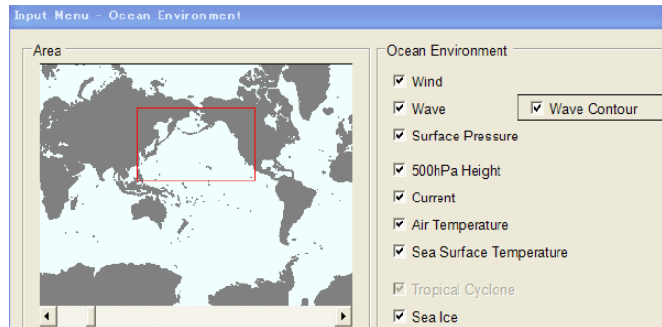 Input Menu - Ocean Environment
Area
Ocean Environment
Wind
Wave
Wave Contour
Surface Pressure
500hPa Height
Current
Air Temperature
Sea Surface Temperature
Tropical Cyclone
Sea Ice